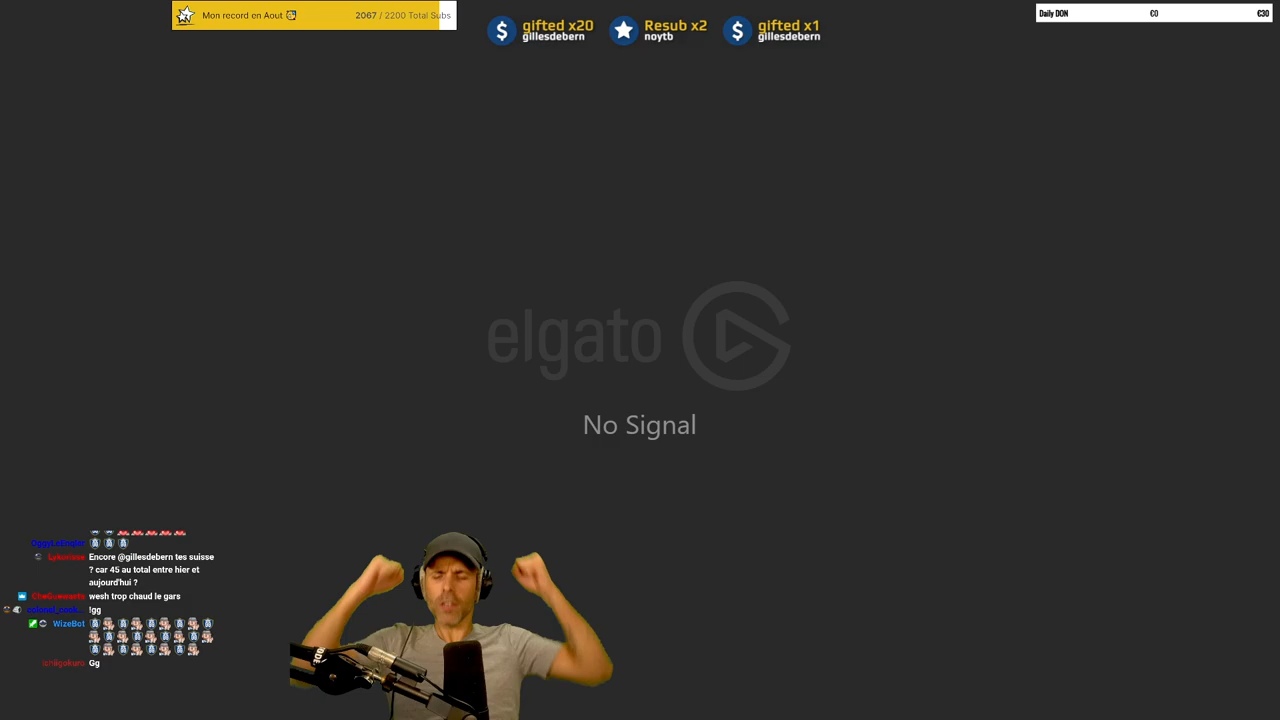 Mon record en Aout
2067 / 2200 Total Subs
gifted x20
gillesdebern
Resub x2
noytb
gifted x1
gillesdebern
Daily DON
€0
€30
elgato
No Signal
Encore @gillesdebern tes suisse
? car 45 au total entre hier et
aujourd'hui ?
wesh trop chaud le gars
!gg
WizeBot
Gg